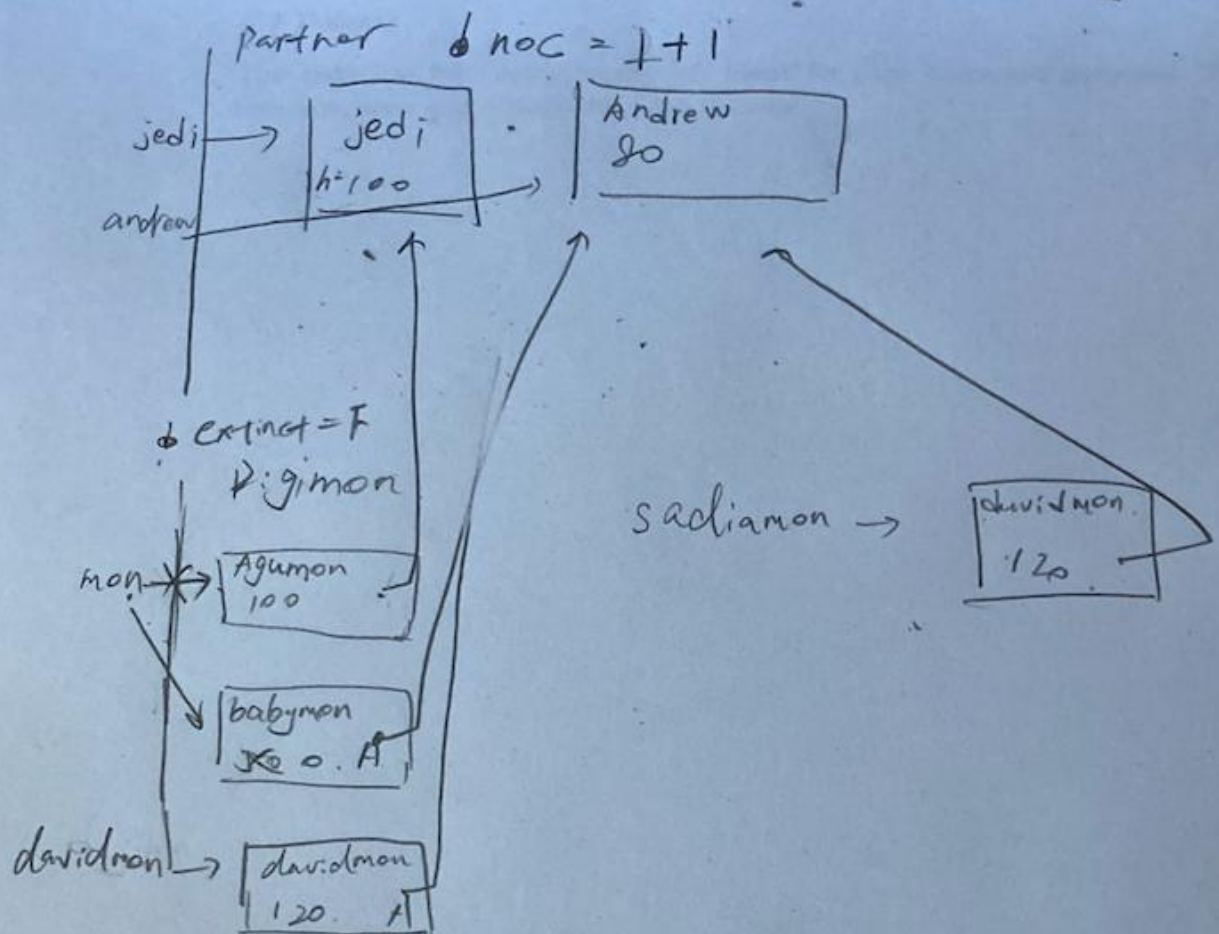 Partner noc = 1 + 1
jedi
jedi
h=100
Andrew
80
andrew
extinct = F
Digimon
sadiamon
davidmon.
120
mon
Agumon
100
babymon
0. A
davidmon
davidmon
120. A